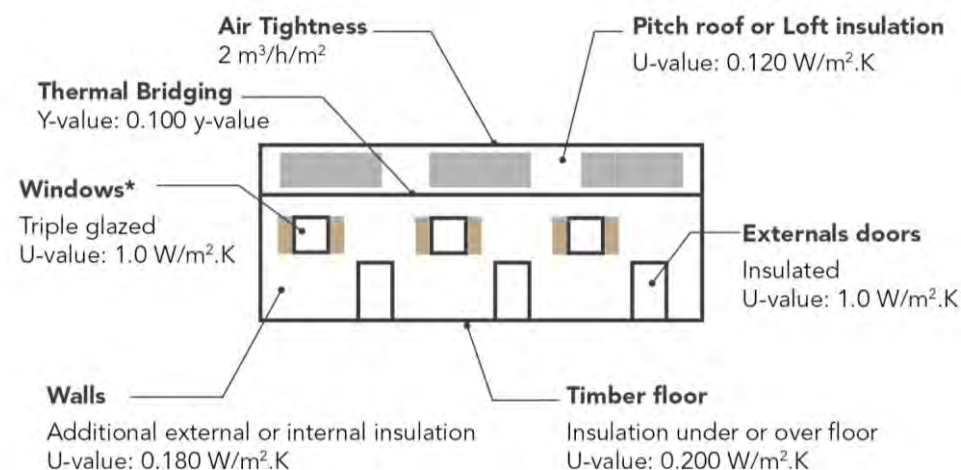 Air Tightness
2 m³/h/m²
Pitch roof or Loft insulation
U-value: 0.120 W/m².K
Thermal Bridging
Y-value: 0.100 y-value
Windows*
Triple glazed
U-value: 1.0 W/m².K
Externals doors
Insulated
U-value: 1.0 W/m².K
Walls
Additional external or internal insulation
U-value: 0.180 W/m².K
Timber floor
Insulation under or over floor
U-value: 0.200 W/m².K